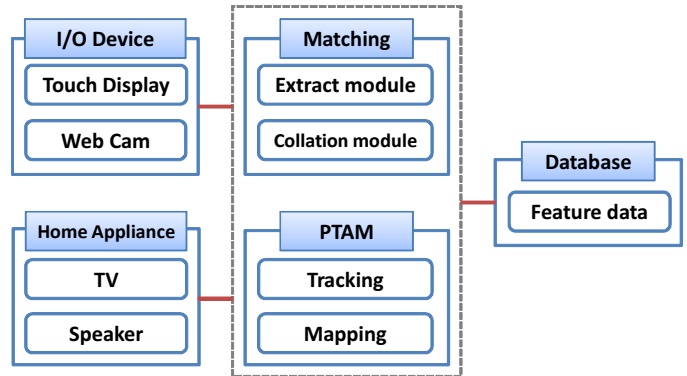 I/O Device
Touch Display
Web Cam
Matching
Extract module
Collation module
Database
Feature data
Home Appliance
TV
Speaker
PTAM
Tracking
Mapping